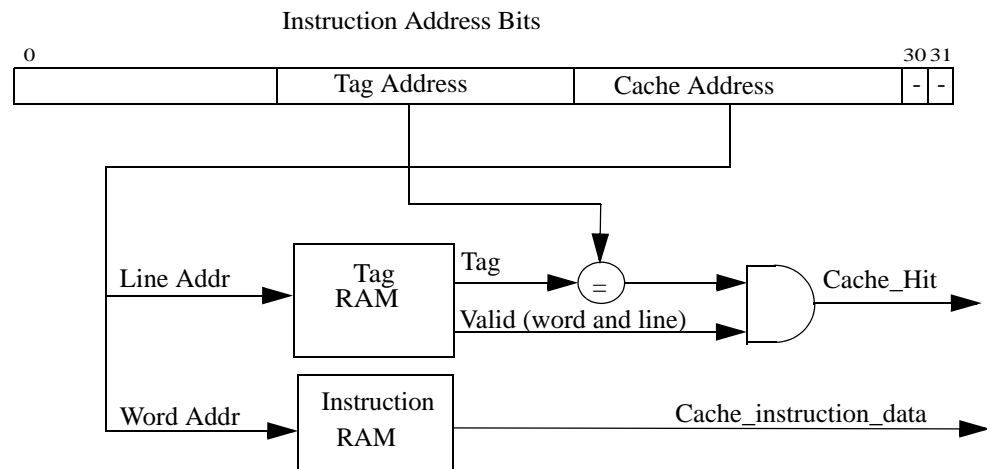 Instruction Address Bits
0 30 31
Tag Address Cache Address - -
Line Addr
Tag
RAM
Tag
=
Cache_Hit
Valid (word and line)
Word Addr
Instruction
RAM
Cache_instruction_data